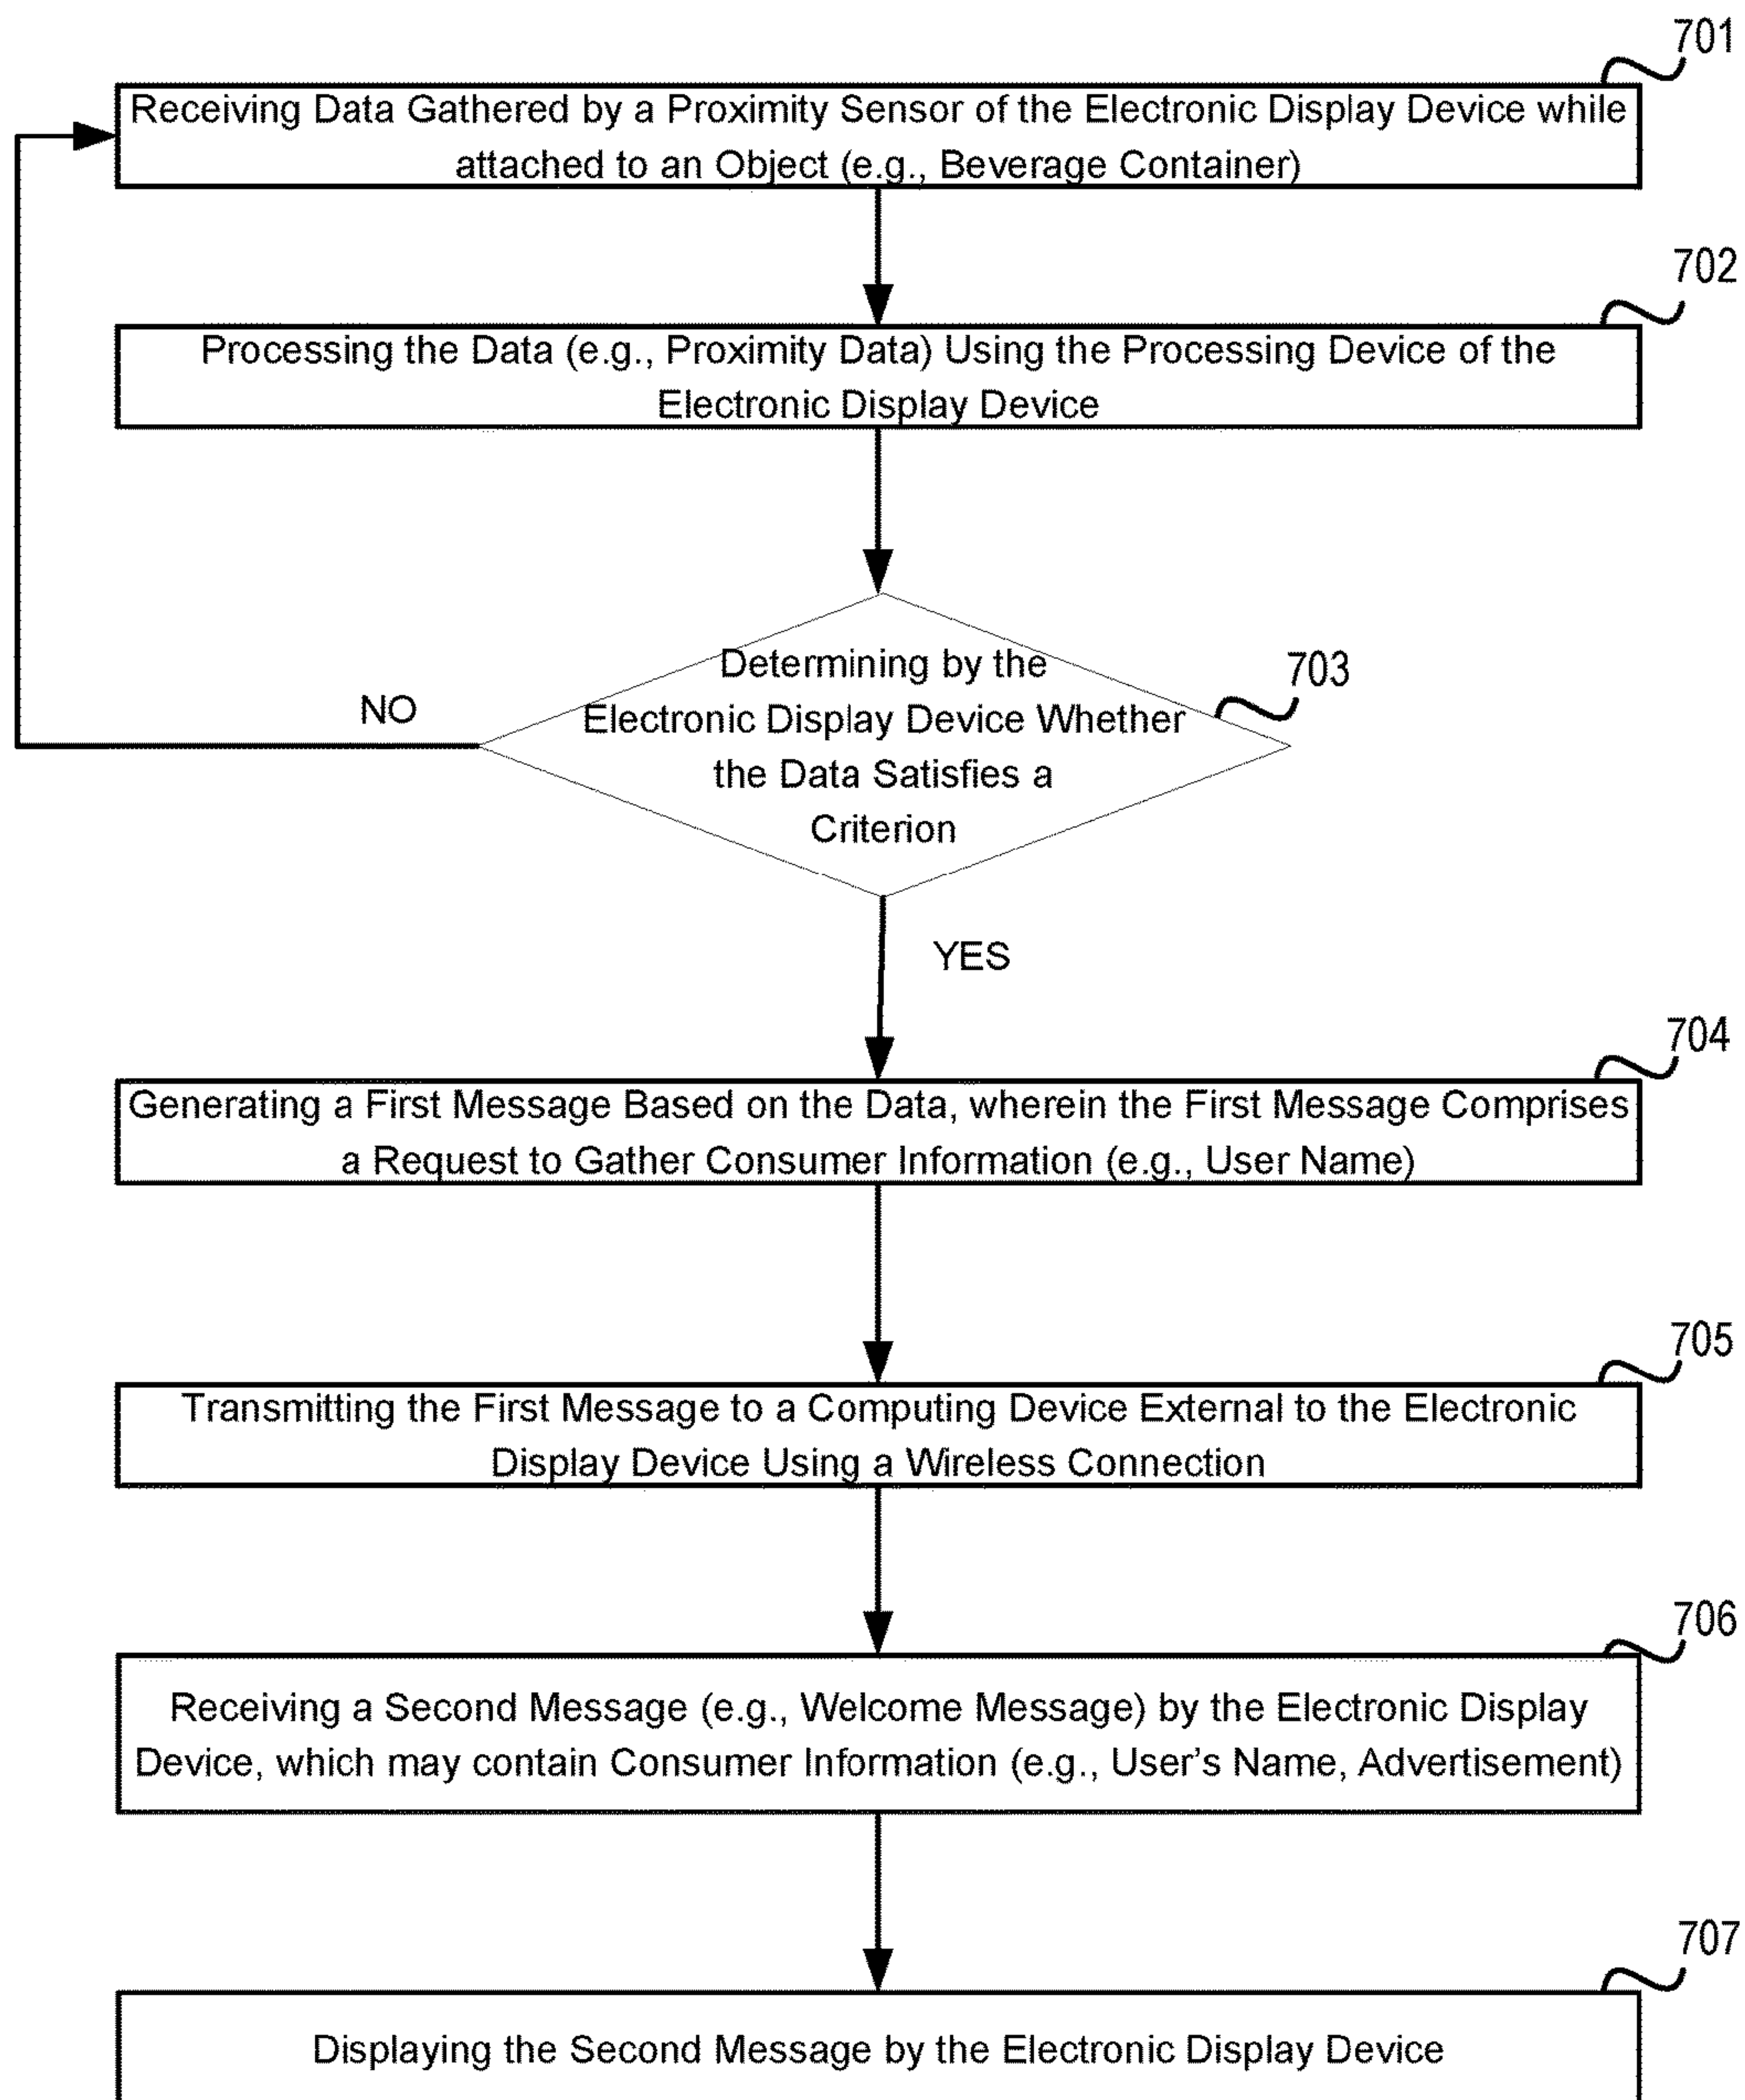 701
Receiving Data Gathered by a Proximity Sensor of the Electronic Display Device while
attached to an Object (e.g., Beverage Container)
702
Processing the Data (e.g., Proximity Data) Using the Processing Device of the
Electronic Display Device
703
Determining by the
Electronic Display Device Whether
the Data Satisfies a
Criterion
NO
YES
704
Generating a First Message Based on the Data, wherein the First Message Comprises
a Request to Gather Consumer Information (e.g., User Name)
705
Transmitting the First Message to a Computing Device External to the Electronic
Display Device Using a Wireless Connection
706
Receiving a Second Message (e.g., Welcome Message) by the Electronic Display
Device, which may contain Consumer Information (e.g., User’s Name, Advertisement)
707
Displaying the Second Message by the Electronic Display Device